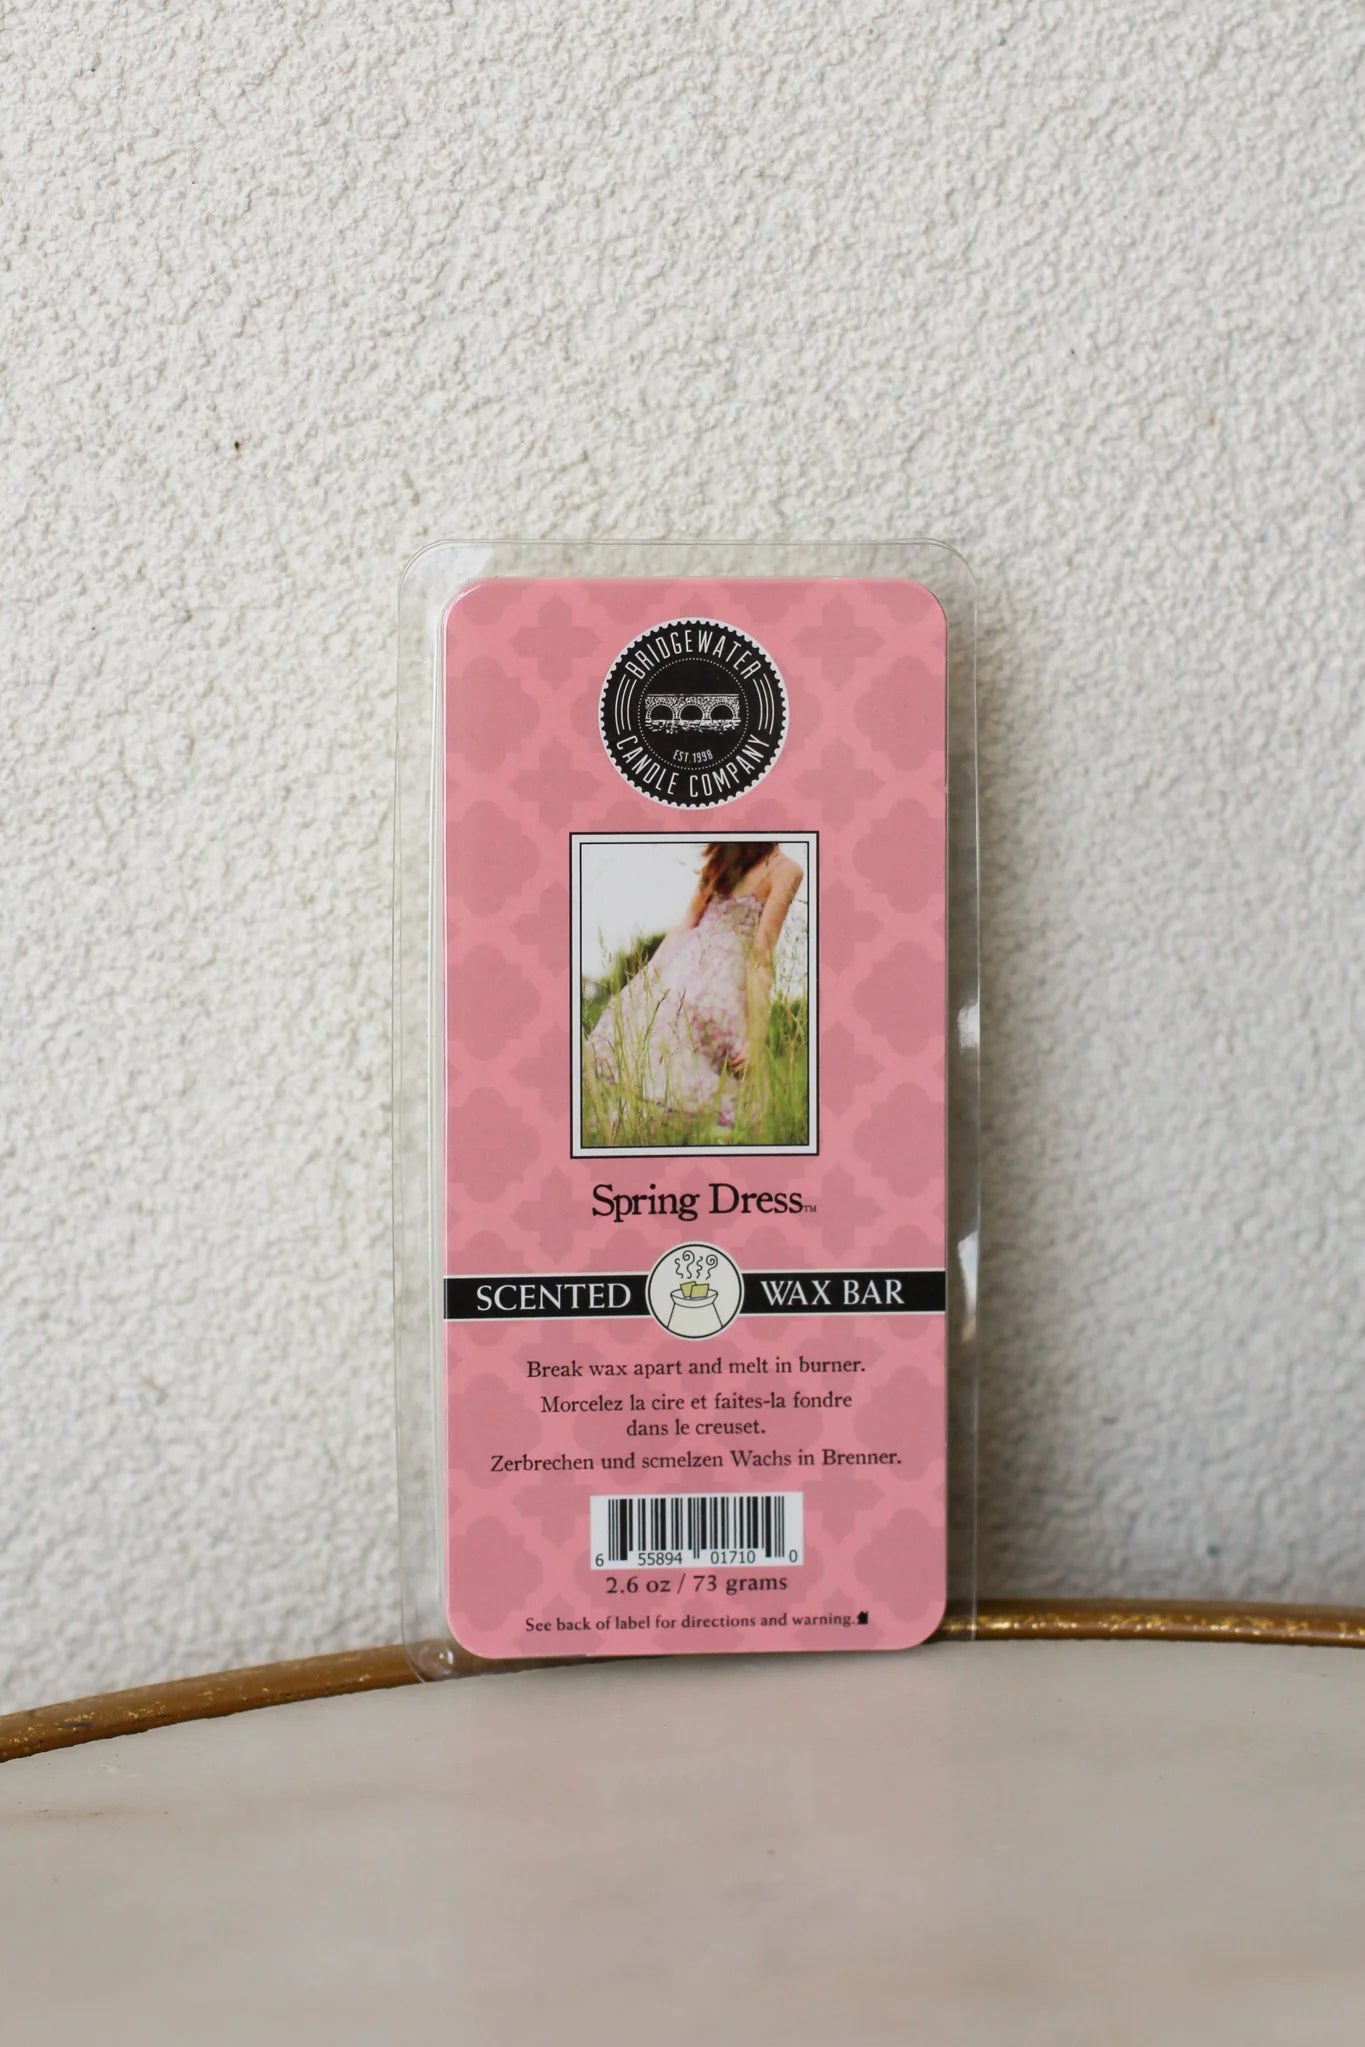 BRIDGEWATER
EST. 1998
CANDLE COMPANY
Spring Dress™
SCENTED WAX BAR
Break wax apart and melt in burner.
Morcelez la cire et faites-la fondre
dans le creuset.
Zerbrechen und scmelzen Wachs in Brenner.
6 55894 01710 0
2.6 oz / 73 grams
See back of label for directions and warning.